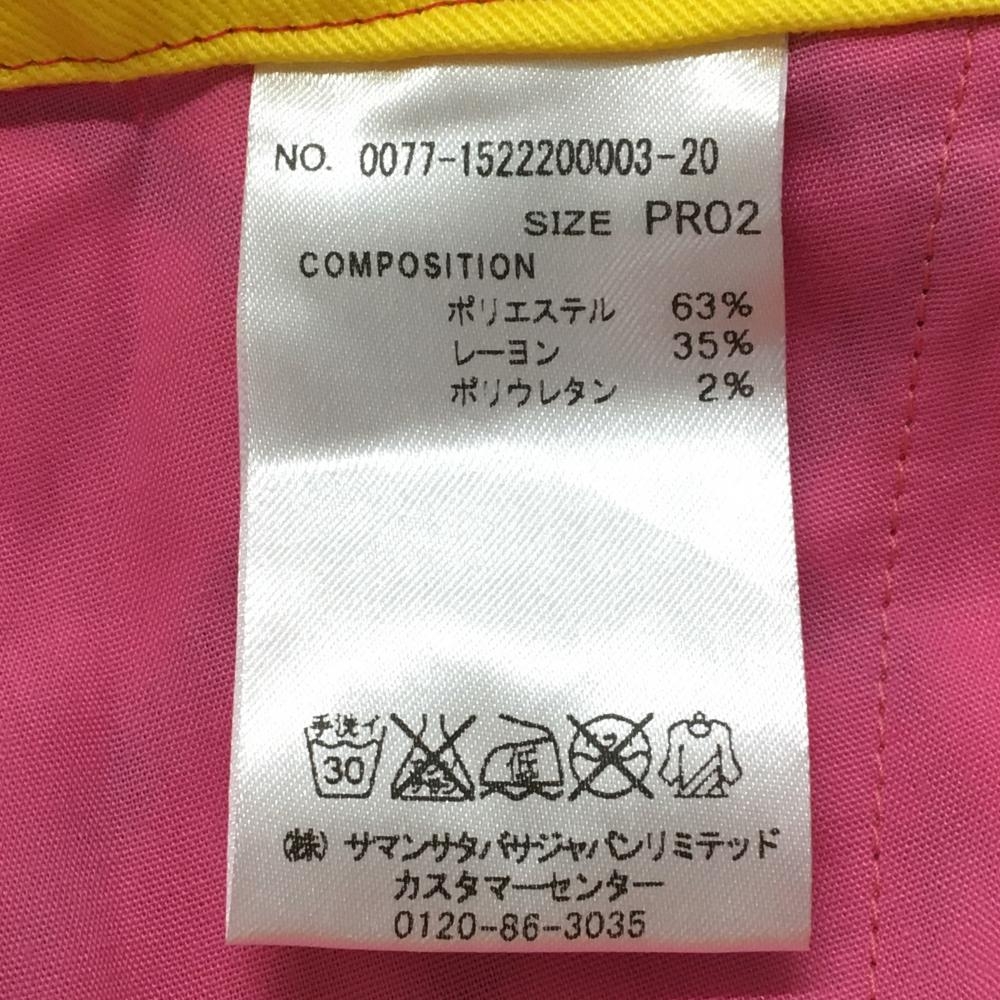 NO. 0077-1522200003-20
SIZE PRO2
COMPOSITION
ポリエステル 63%
レーヨン 35%
ポリウレタン 2%
手洗イ
30
低
(株) サマンサタバサジャパンリミテッド
カスタマーセンター
0120-86-3035